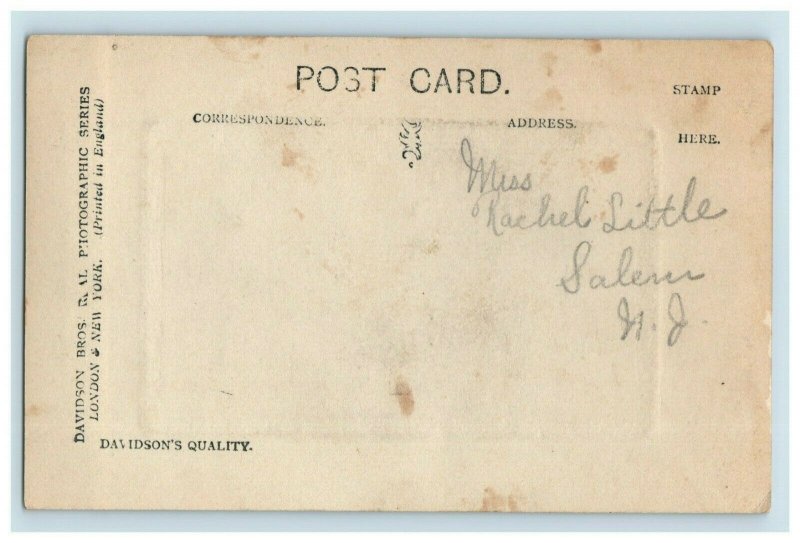 POST CARD.
STAMP
HERE.
CORRESPONDENCE.
ADDRESS.
Miss
Rachel Little
Salem
N.J.
DAVIDSON BROS. REAL PHOTOGRAPHIC SERIES
LONDON & NEW YORK. (Printed in England)
DAVIDSON'S QUALITY.